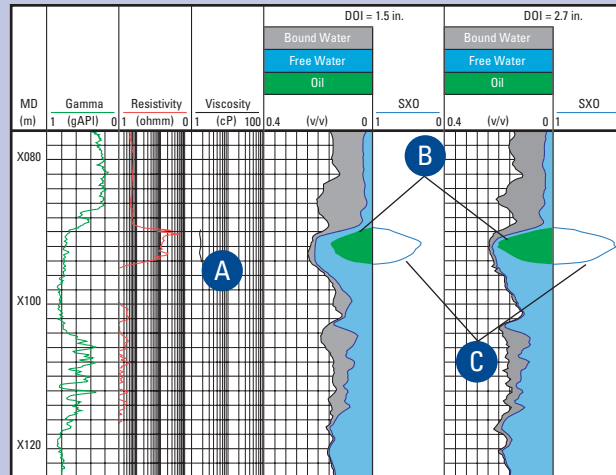 DOI = 1.5 in.
DOI = 2.7 in.
Bound Water
Bound Water
Free Water
Free Water
Oil
Oil
MD
(m)
Gamma
1 (gAPI) 0
Resistivity
1 (ohmm) 0
Viscosity
1 (cP) 100
0.4 (v/v) 0
SXO
1 0
0.4 (v/v) 0
SXO
1 0
X080
B
A
X100
C
X120